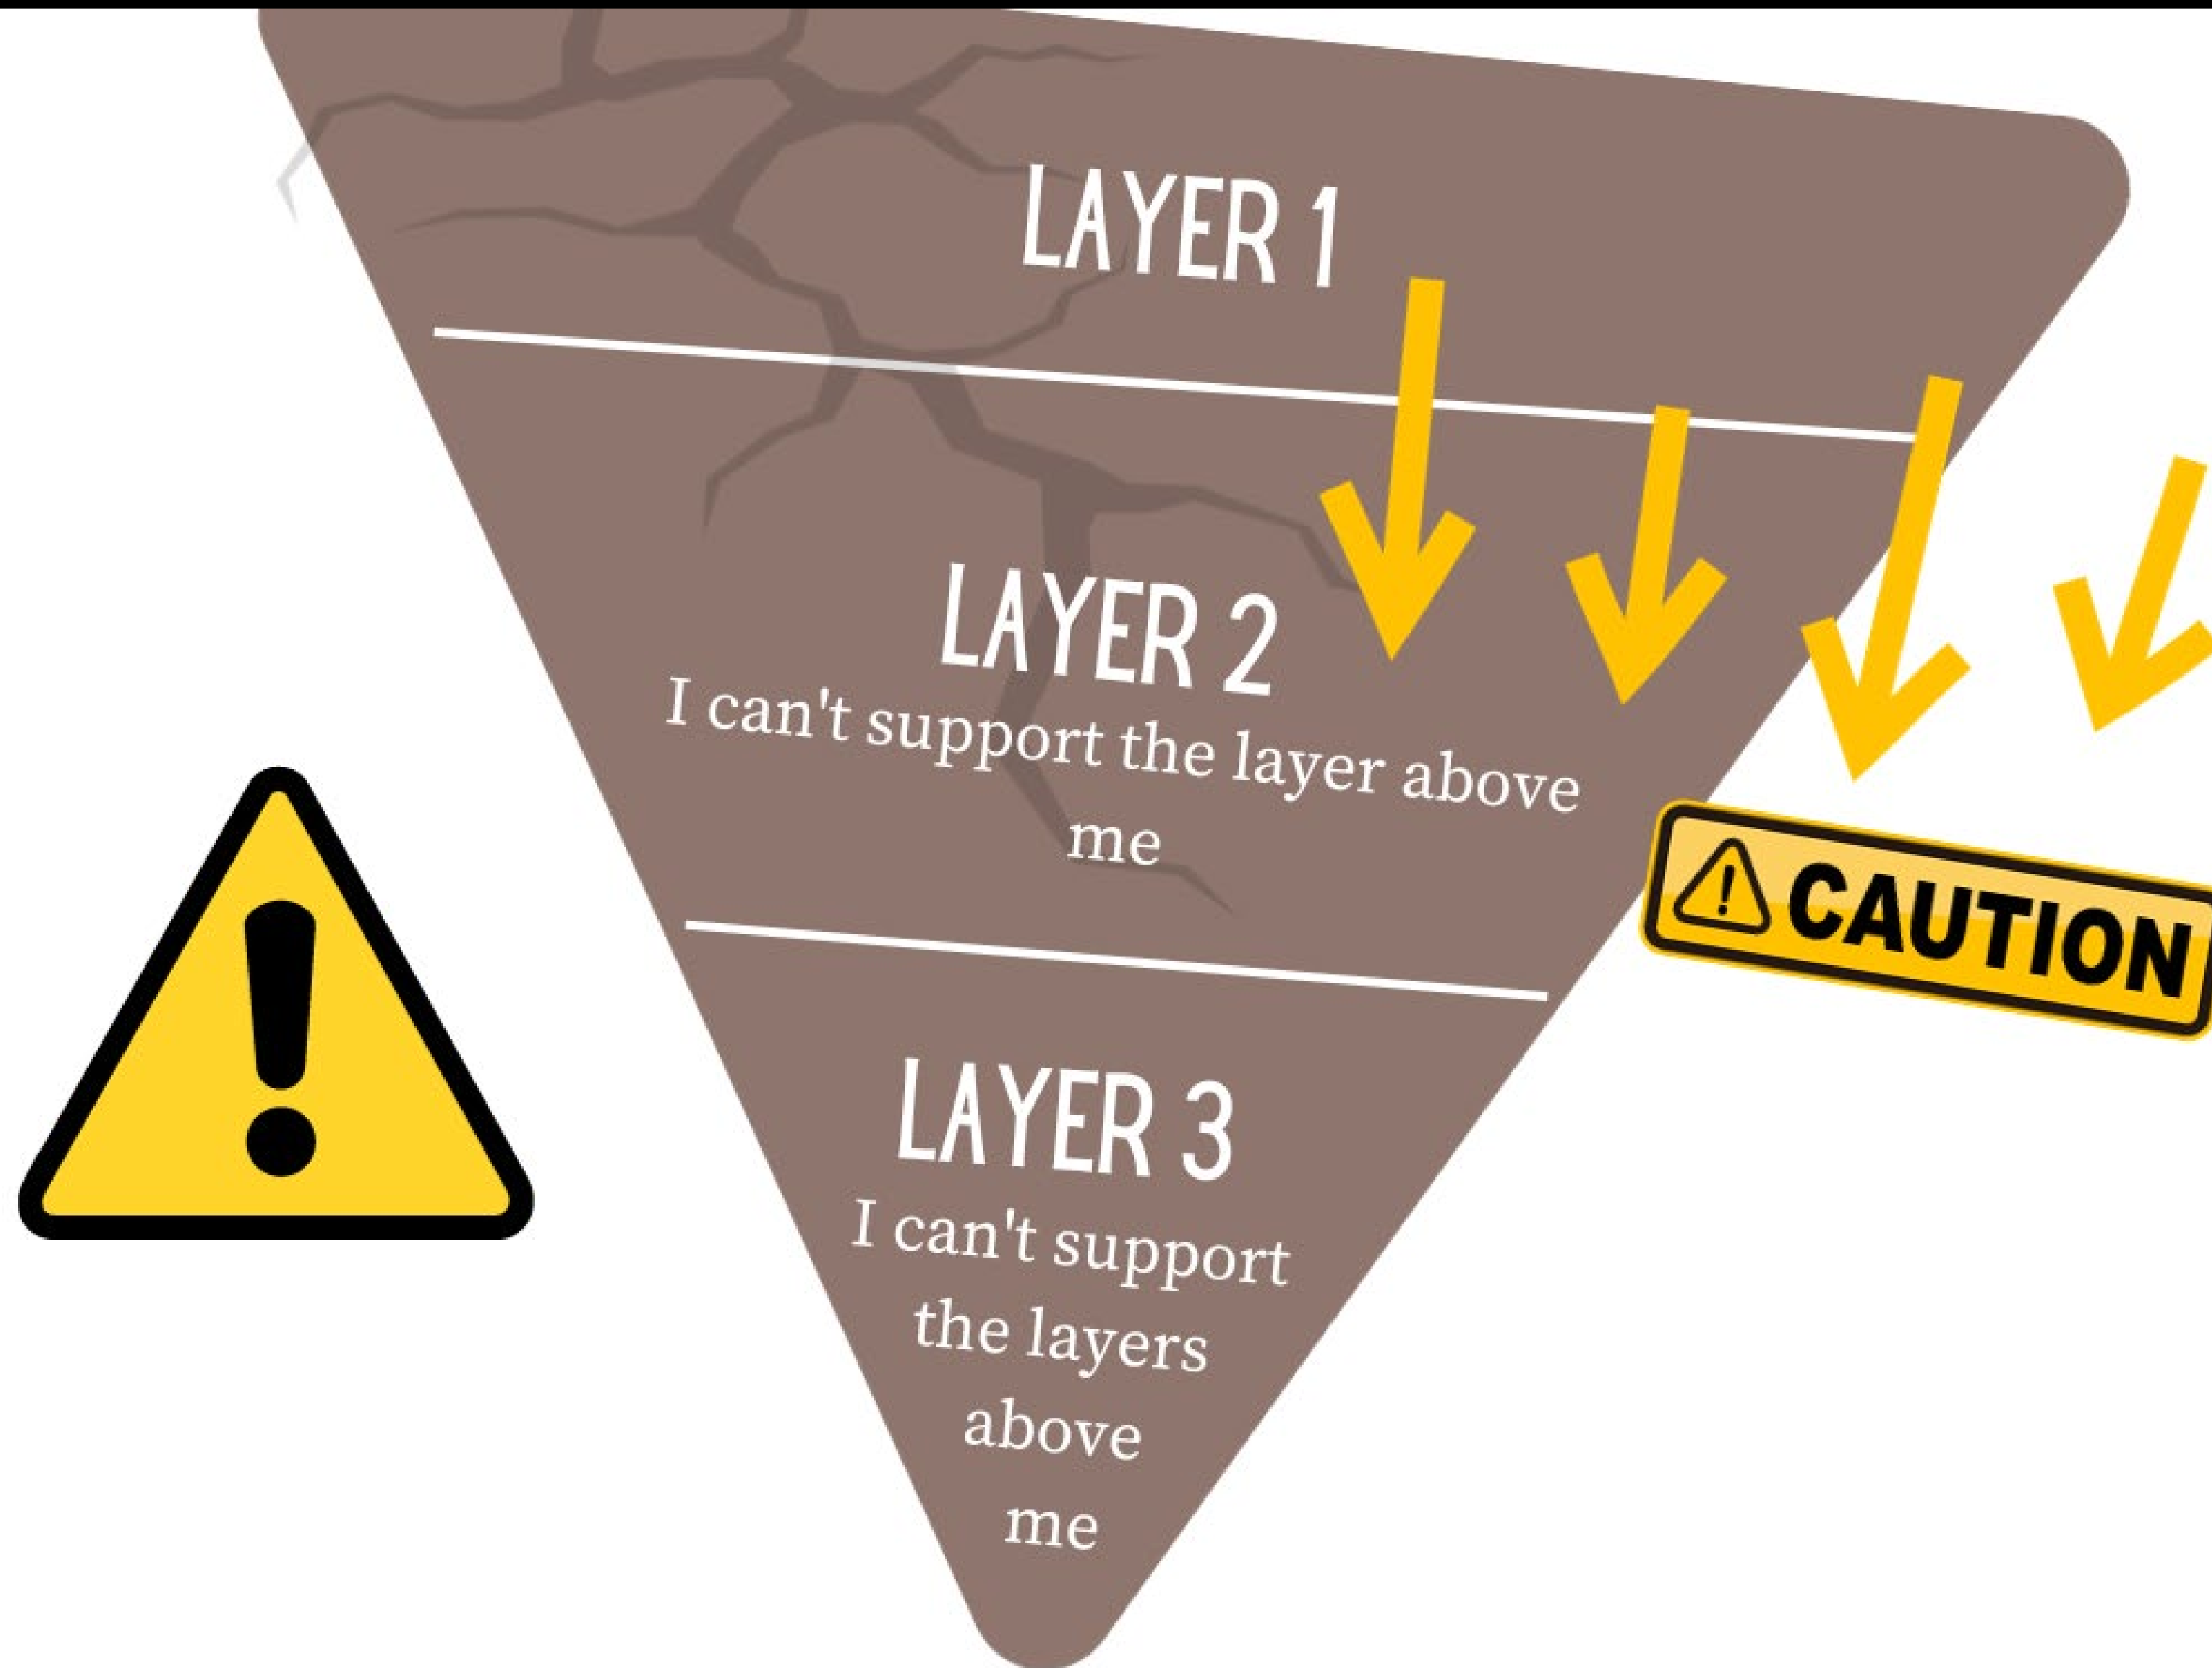 LAYER 1
LAYER 2
I can't support the layer above
me
CAUTION
LAYER 3
I can't support
the layers
above
me